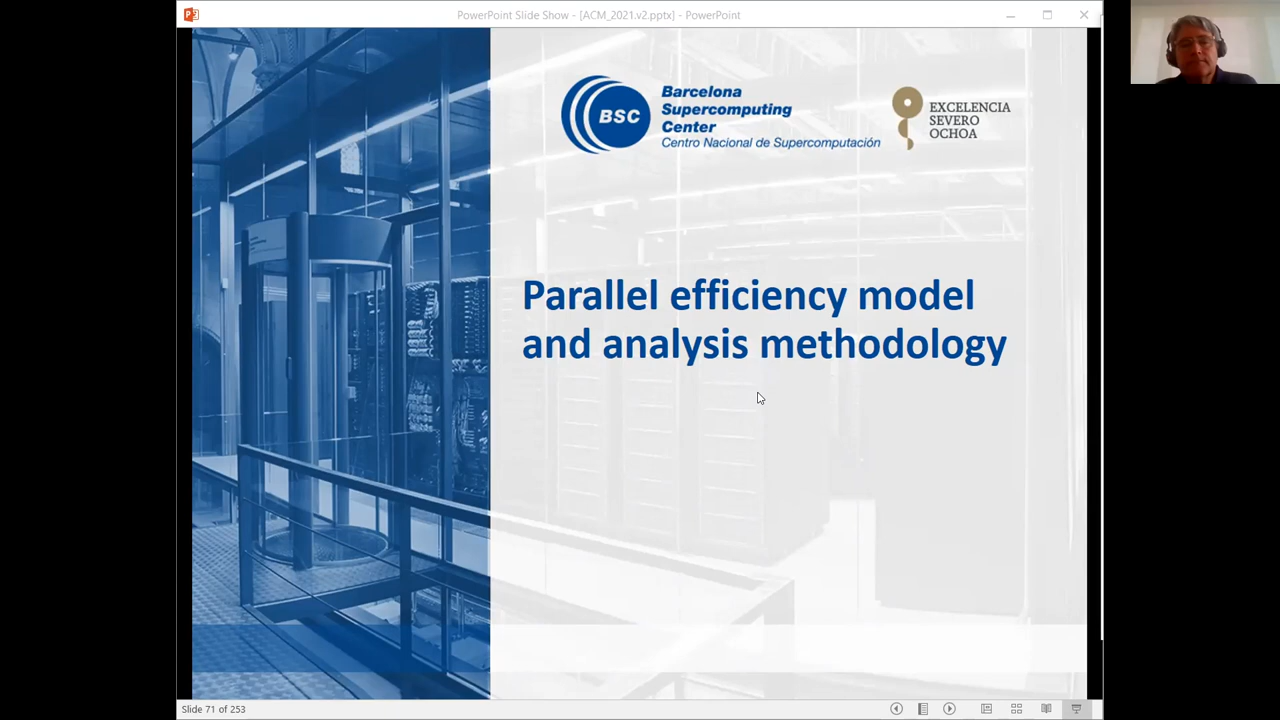 PowerPoint Slide Show - [ACM_2021.v2.pptx] - PowerPoint
BSC
Barcelona
Supercomputing
Center
Centro Nacional de Supercomputación
EXCELENCIA
SEVERO
OCHOA
Parallel efficiency model
and analysis methodology
Slide 71 of 253